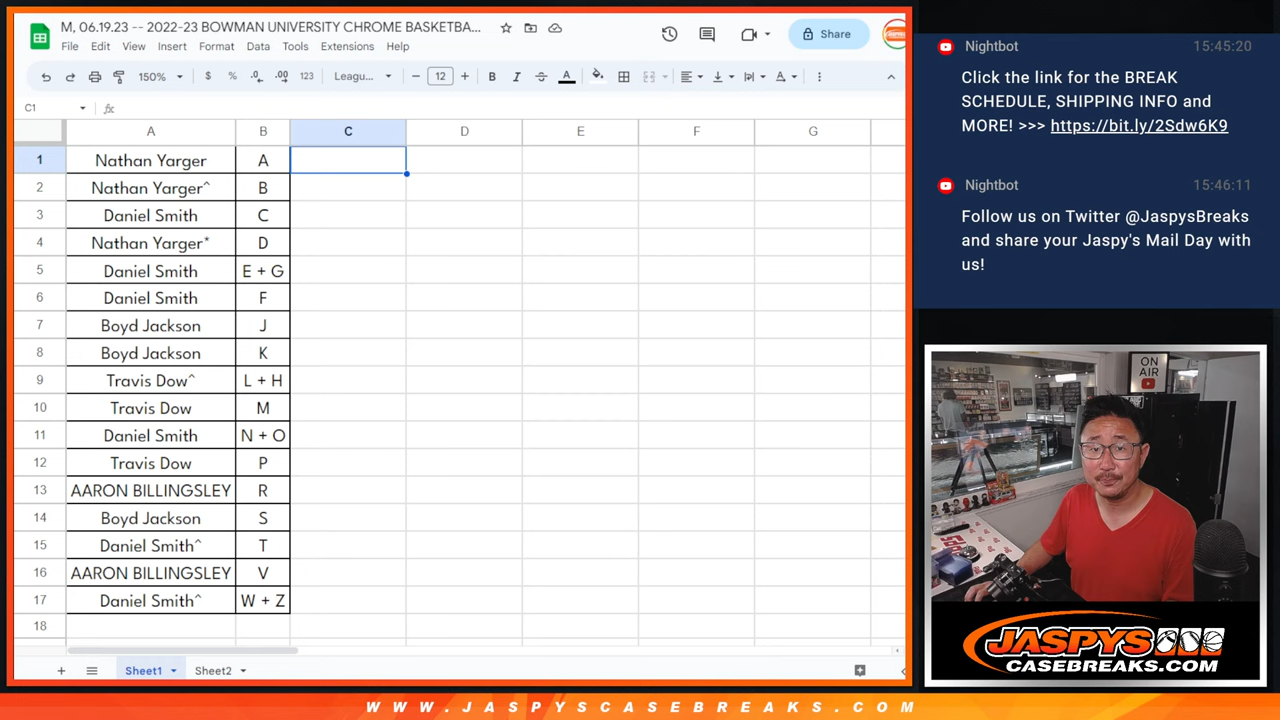 M, 06.19.23 -- 2022-23 BOWMAN UNIVERSITY CHROME BASKETBA...
File Edit View Insert Format Data Tools Extensions Help
Share
150% $ % .0 .00 123 Leagu... − 12 + B I A
C1 fx
A B C D E F G
1 Nathan Yarger A
2 Nathan Yarger^ B
3 Daniel Smith C
4 Nathan Yarger* D
5 Daniel Smith E + G
6 Daniel Smith F
7 Boyd Jackson J
8 Boyd Jackson K
9 Travis Dow^ L + H
10 Travis Dow M
11 Daniel Smith N + O
12 Travis Dow P
13 AARON BILLINGSLEY R
14 Boyd Jackson S
15 Daniel Smith^ T
16 AARON BILLINGSLEY V
17 Daniel Smith^ W + Z
18
+ Sheet1 Sheet2
Nightbot 15:45:20
Click the link for the BREAK
SCHEDULE, SHIPPING INFO and
MORE! >>> https://bit.ly/2Sdw6K9
Nightbot 15:46:11
Follow us on Twitter @JaspysBreaks
and share your Jaspy's Mail Day with
us!
ON
AIR
JASPYS
CASEBREAKS.COM
WWW.JASPYSCASEBREAKS.COM